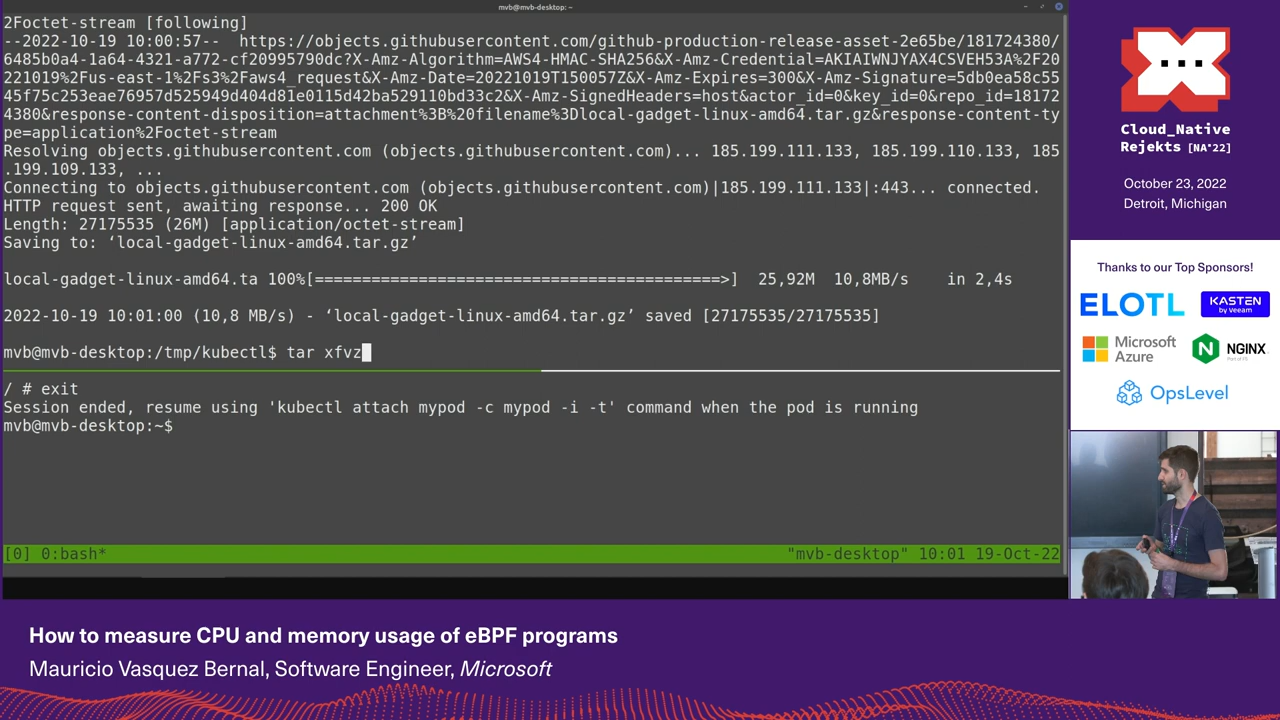 mvb@mvb-desktop: ~
2Foctet-stream [following]
--2022-10-19 10:00:57--  https://objects.githubusercontent.com/github-production-release-asset-2e65be/181724380/
6485b0a4-1a64-4321-a772-cf20995790dc?X-Amz-Algorithm=AWS4-HMAC-SHA256&X-Amz-Credential=AKIAIWNJYAX4CSVEH53A%2F20
221019%2Fus-east-1%2Fs3%2Faws4_request&X-Amz-Date=20221019T150057Z&X-Amz-Expires=300&X-Amz-Signature=5db0ea58c55
45f75c253eae76957d525949d404d81e0115d42ba529110bd33c2&X-Amz-SignedHeaders=host&actor_id=0&key_id=0&repo_id=18172
4380&response-content-disposition=attachment%3B%20filename%3Dlocal-gadget-linux-amd64.tar.gz&response-content-ty
pe=application%2Foctet-stream
Resolving objects.githubusercontent.com (objects.githubusercontent.com)... 185.199.111.133, 185.199.110.133, 185
.199.109.133, ...
Connecting to objects.githubusercontent.com (objects.githubusercontent.com)|185.199.111.133|:443... connected.
HTTP request sent, awaiting response... 200 OK
Length: 27175535 (26M) [application/octet-stream]
Saving to: ‘local-gadget-linux-amd64.tar.gz’
local-gadget-linux-amd64.ta 100%[===========================================>]  25,92M  10,8MB/s    in 2,4s
2022-10-19 10:01:00 (10,8 MB/s) - ‘local-gadget-linux-amd64.tar.gz’ saved [27175535/27175535]
mvb@mvb-desktop:/tmp/kubectl$ tar xfvz
/ # exit
Session ended, resume using 'kubectl attach mypod -c mypod -i -t' command when the pod is running
mvb@mvb-desktop:~$
[0] 0:bash* "mvb-desktop" 10:01 19-Oct-22
Cloud_Native
Rejekts [NA'22]
October 23, 2022
Detroit, Michigan
Thanks to our Top Sponsors!
ELOTL
KASTEN
by Veeam
Microsoft
Azure
NGINX
Part of F5
OpsLevel
How to measure CPU and memory usage of eBPF programs
Mauricio Vasquez Bernal, Software Engineer, Microsoft